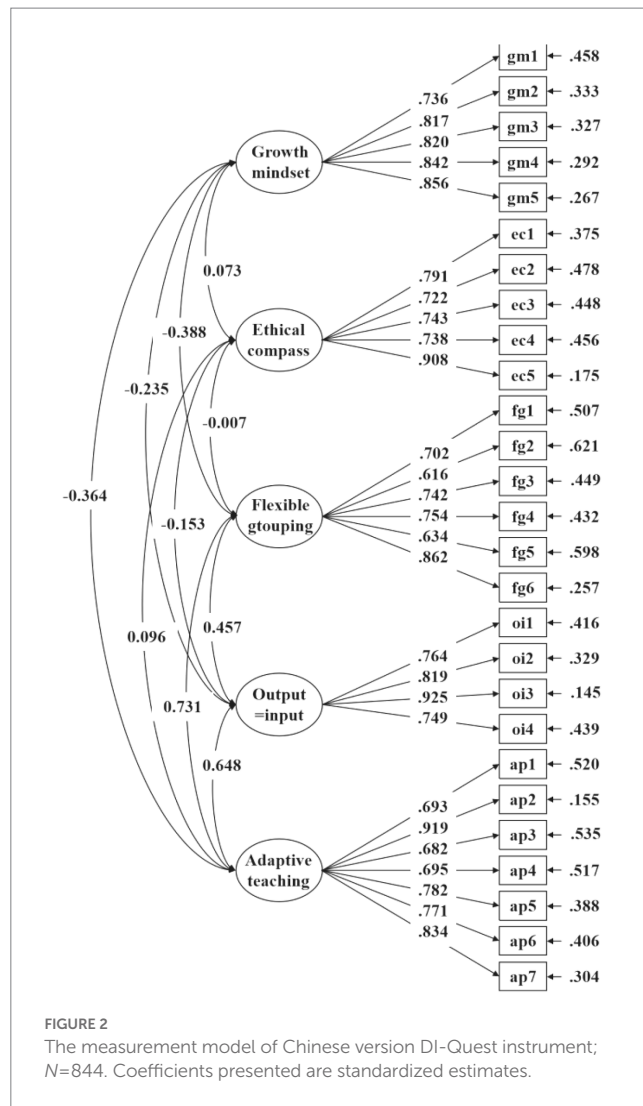 gm1 .458
.736 gm2 .333
.817
.820 gm3 .327
Growth
mindset
.842 gm4 .292
.856
gm5 .267
ec1 .375
0.073
.791 ec2 .478
.722
-0.388
Ethical
compass
.743 ec3 .448
.738 ec4 .456
-0.235
.908
ec5 .175
-0.007
fg1 .507
.702 fg2 .621
.616
-0.364
-0.153
Flexible
gtouping
.742 fg3 .449
.754 fg4 .432
.634
fg5 .598
.862
fg6 .257
0.096
0.457
oi1 .416
.764
oi2 .329
.819
0.731
Output
=input
.925 oi3 .145
.749
oi4 .439
0.648
ap1 .520
.693 ap2 .155
.919
.682 ap3 .535
Adaptive
teaching
.695 ap4 .517
.782 ap5 .388
.771
.834 ap6 .406
ap7 .304
FIGURE 2
The measurement model of Chinese version DI-Quest instrument;
N=844. Coefficients presented are standardized estimates.